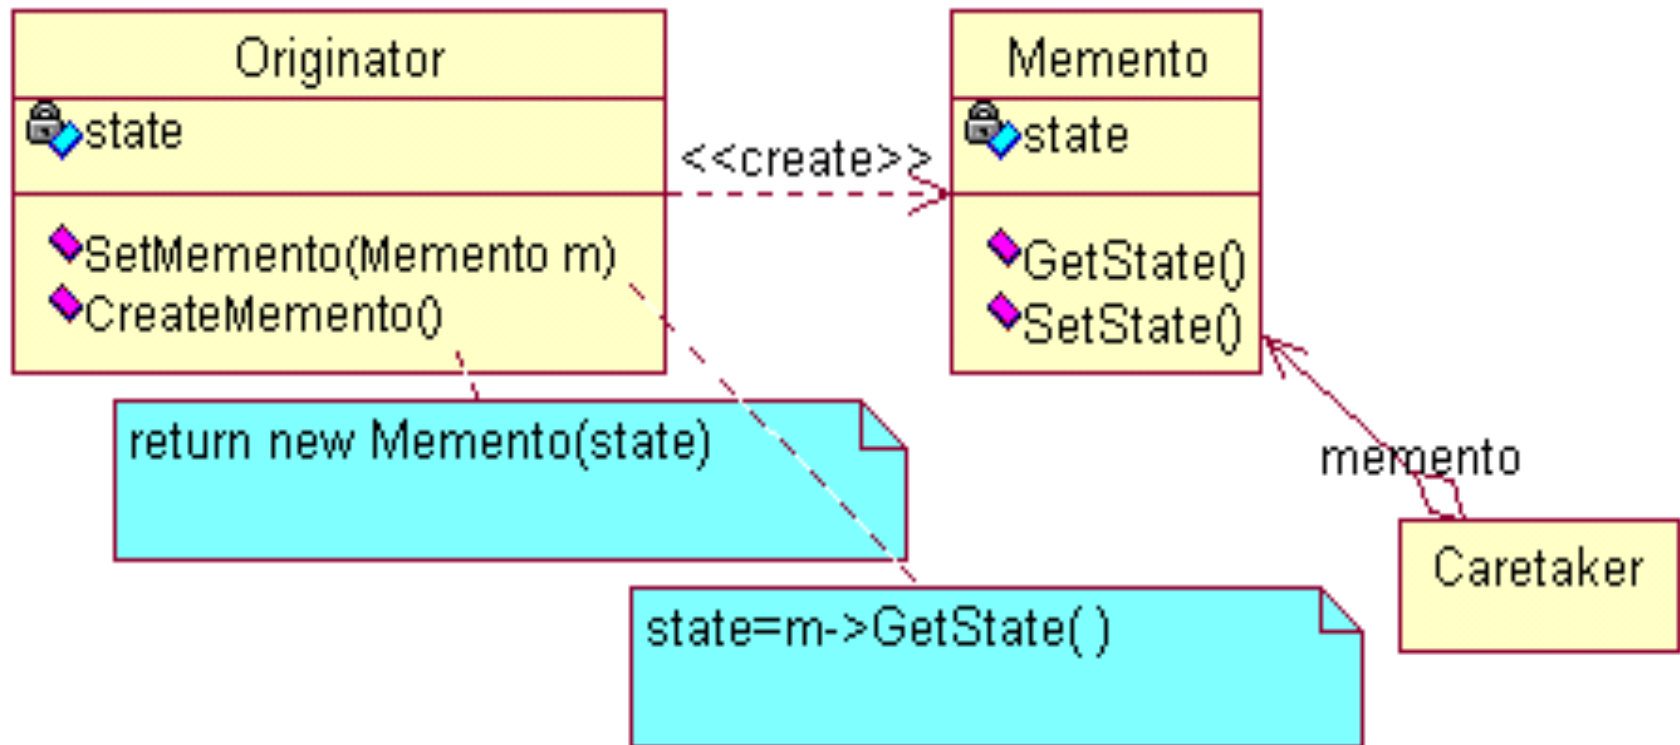 Originator
state
SetMemento(Memento m)
CreateMemento()
<<create>>
Memento
state
GetState()
SetState()
return new Memento(state)
memento
Caretaker
state=m->GetState( )